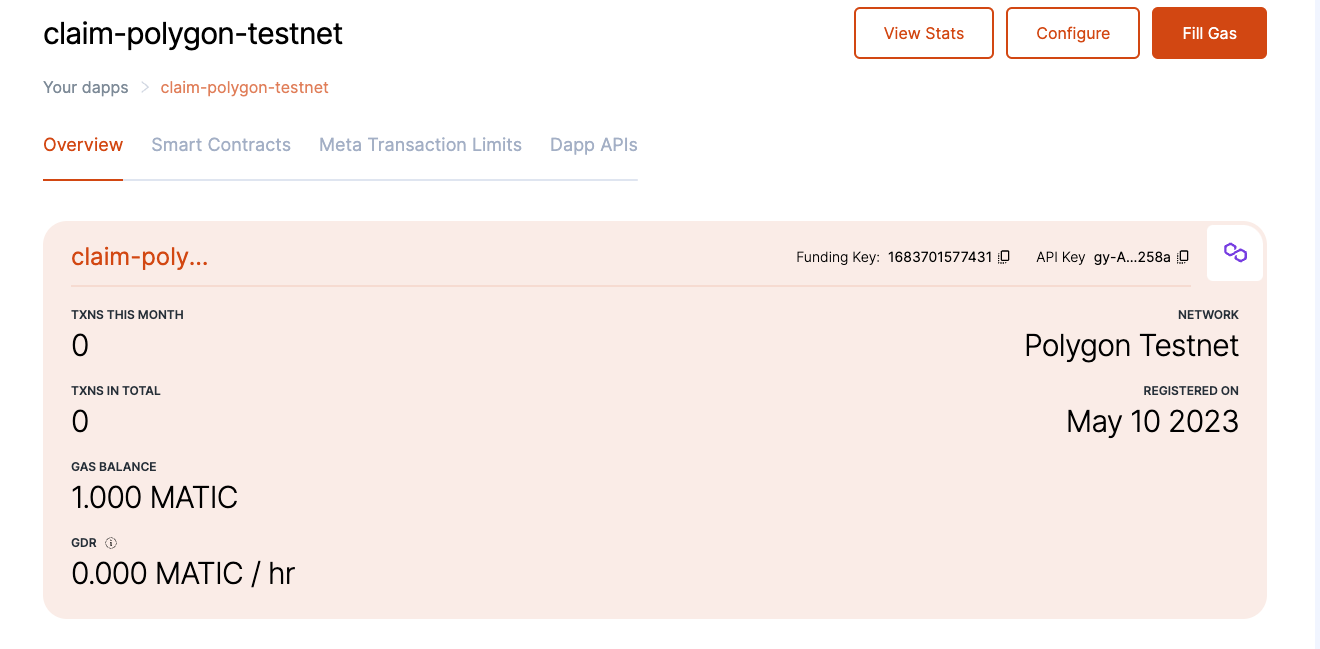 claim-polygon-testnet
View Stats
Configure
Fill Gas
Your dapps > claim-polygon-testnet
Overview
Smart Contracts
Meta Transaction Limits
Dapp APIs
claim-poly...
Funding Key: 1683701577431
API Key gy-A...258a
TXNS THIS MONTH
0
NETWORK
Polygon Testnet
TXNS IN TOTAL
0
REGISTERED ON
May 10 2023
GAS BALANCE
1.000 MATIC
GDR
0.000 MATIC / hr